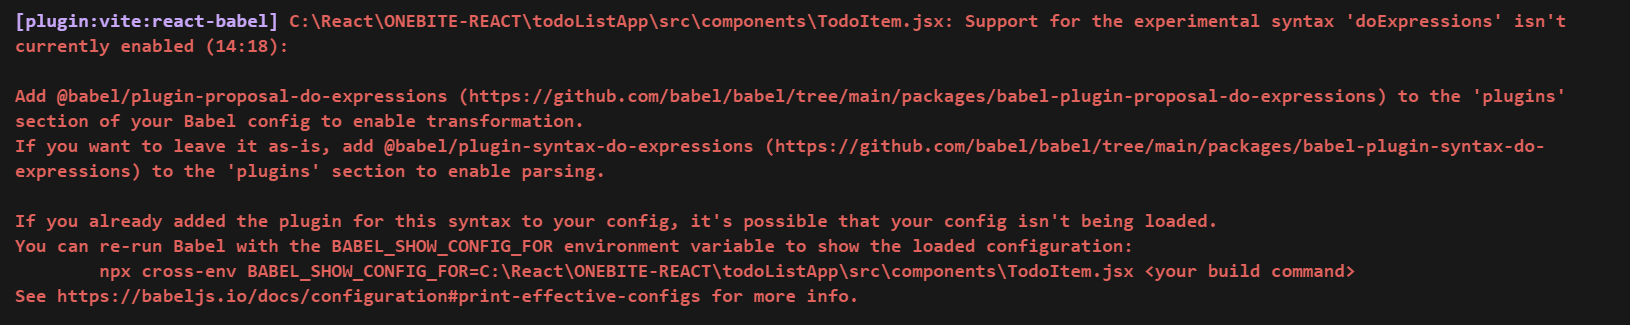 [plugin:vite:react-babel] C:\React\ONEBITE-REACT\todoListApp\src\components\TodoItem.jsx: Support for the experimental syntax 'doExpressions' isn't
currently enabled (14:18):
Add @babel/plugin-proposal-do-expressions (https://github.com/babel/babel/tree/main/packages/babel-plugin-proposal-do-expressions) to the 'plugins'
section of your Babel config to enable transformation.
If you want to leave it as-is, add @babel/plugin-syntax-do-expressions (https://github.com/babel/babel/tree/main/packages/babel-plugin-syntax-do-
expressions) to the 'plugins' section to enable parsing.
If you already added the plugin for this syntax to your config, it's possible that your config isn't being loaded.
You can re-run Babel with the BABEL_SHOW_CONFIG_FOR environment variable to show the loaded configuration:
npx cross-env BABEL_SHOW_CONFIG_FOR=C:\React\ONEBITE-REACT\todoListApp\src\components\TodoItem.jsx <your build command>
See https://babeljs.io/docs/configuration#print-effective-configs for more info.